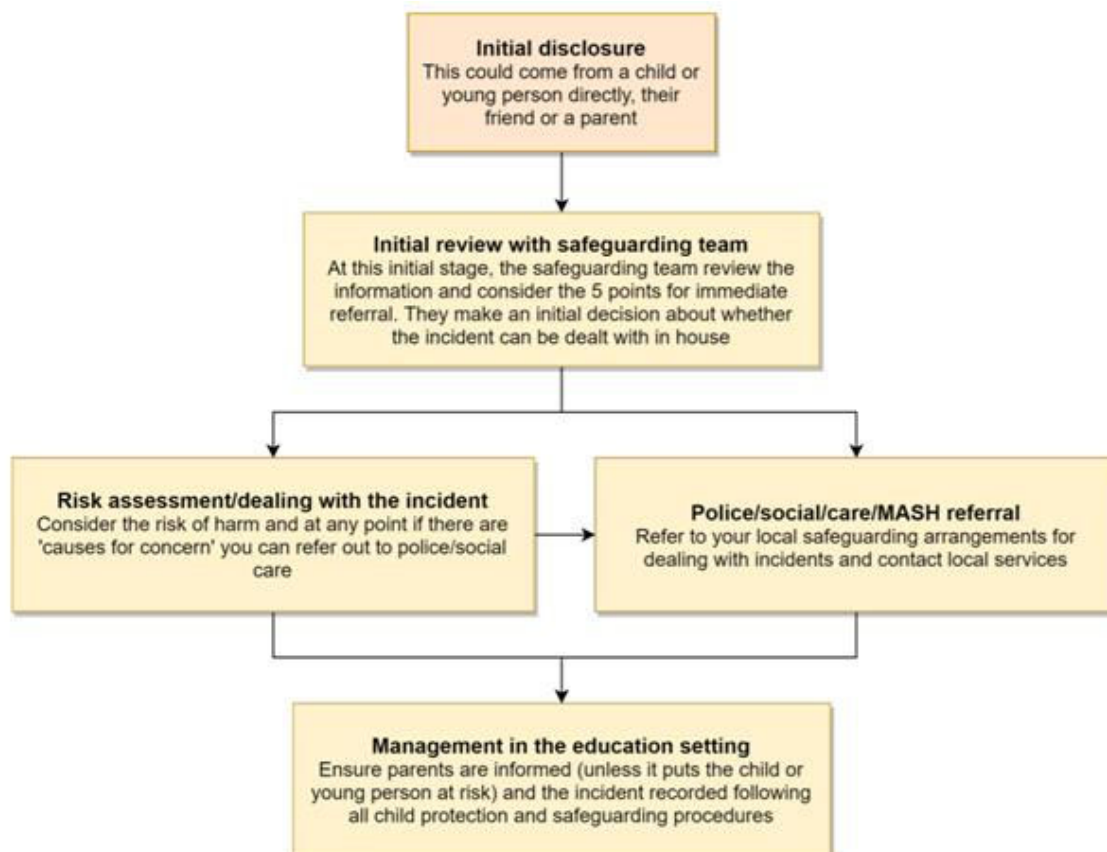 Initial disclosure
This could come from a child or
young person directly, their
friend or a parent
Initial review with safeguarding team
At this initial stage, the safeguarding team review the
information and consider the 5 points for immediate
referral. They make an initial decision about whether
the incident can be dealt with in house
Risk assessment/dealing with the incident
Consider the risk of harm and at any point if there are
'causes for concern' you can refer out to police/social
care
Police/social/care/MASH referral
Refer to your local safeguarding arrangements for
dealing with incidents and contact local services
Management in the education setting
Ensure parents are informed (unless it puts the child or
young person at risk) and the incident recorded following
all child protection and safeguarding procedures